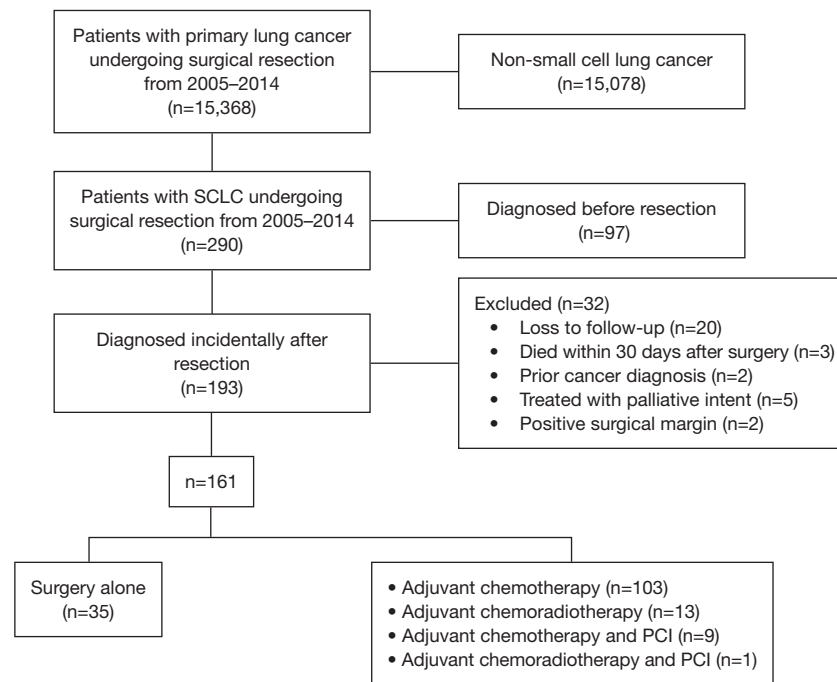 Patients with primary lung cancer
undergoing surgical resection
from 2005–2014
(n=15,368)
Non-small cell lung cancer
(n=15,078)
Patients with SCLC undergoing
surgical resection from 2005–2014
(n=290)
Diagnosed before resection
(n=97)
Diagnosed incidentally after
resection
(n=193)
Excluded (n=32)
• Loss to follow-up (n=20)
• Died within 30 days after surgery (n=3)
• Prior cancer diagnosis (n=2)
• Treated with palliative intent (n=5)
• Positive surgical margin (n=2)
n=161
Surgery alone
(n=35)
• Adjuvant chemotherapy (n=103)
• Adjuvant chemoradiotherapy (n=13)
• Adjuvant chemotherapy and PCI (n=9)
• Adjuvant chemoradiotherapy and PCI (n=1)